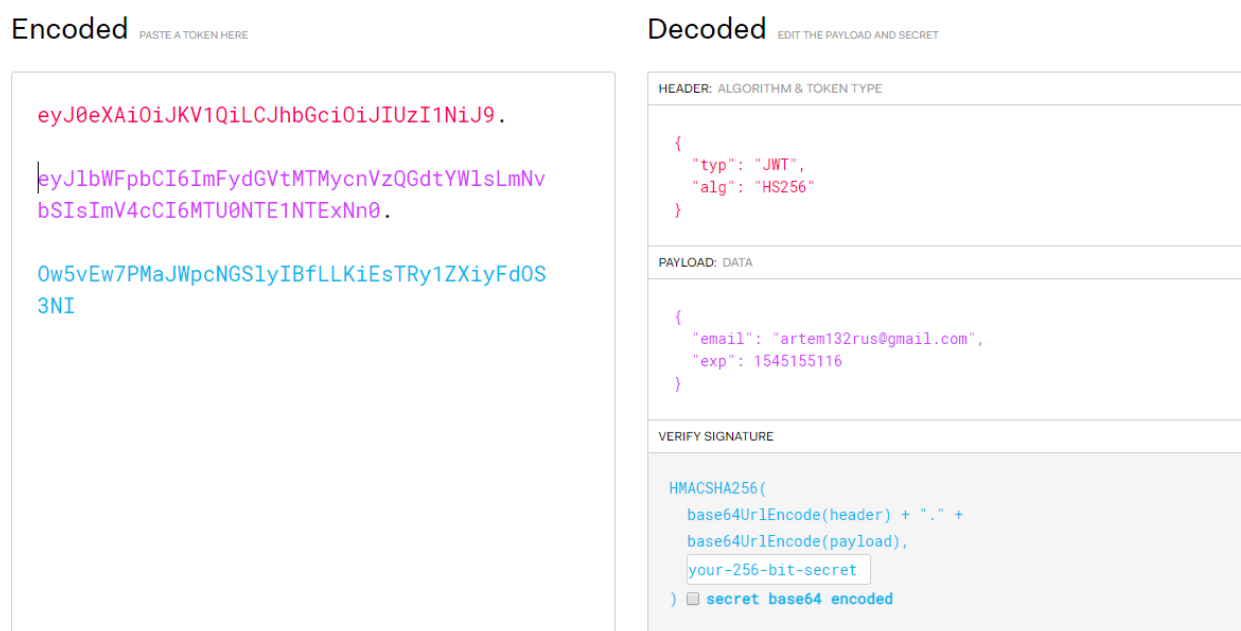 Encoded PASTE A TOKEN HERE
eyJ0eXAiOiJKV1QiLCJhbGciOiJIUzI1NiJ9.
eyJlbWFpbCI6ImFydGVtMTMycnVzQGdtYWlsLmNv
bSIsImV4cCI6MTU0NTE1NTExNn0.
Ow5vEw7PMaJWpcNGSlyIBfLLKiEsTRy1ZXiyFdOS
3NI
Decoded EDIT THE PAYLOAD AND SECRET
HEADER: ALGORITHM & TOKEN TYPE
{
"typ": "JWT",
"alg": "HS256"
}
PAYLOAD: DATA
{
"email": "artem132rus@gmail.com",
"exp": 1545155116
}
VERIFY SIGNATURE
HMACSHA256(
base64UrlEncode(header) + "." +
base64UrlEncode(payload),
your-256-bit-secret
) secret base64 encoded